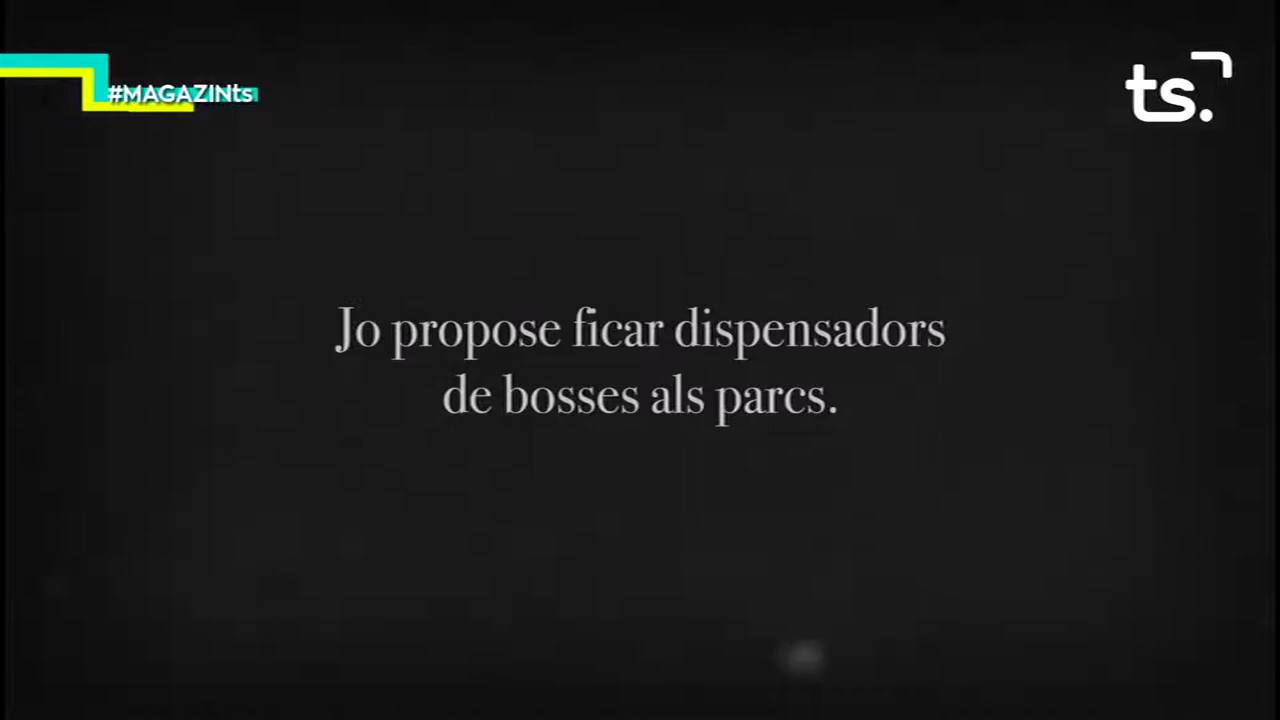 #MAGAZINts
ts.
Jo propose ficar dispensadors
de bosses als parcs.